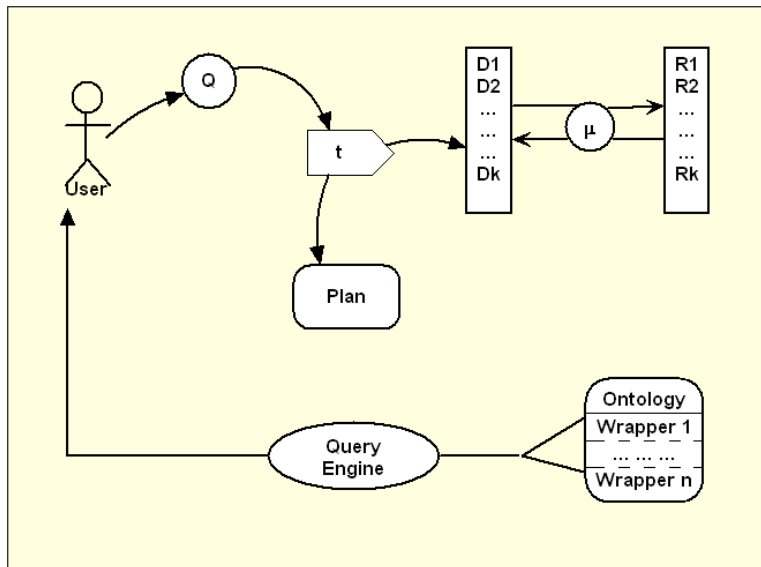 User
Q
t
Plan
D1
D2
... ...
...
Dk
μ
R1
R2
... ...
...
Rk
Query
Engine
Ontology
Wrapper 1
... ... ...
Wrapper n